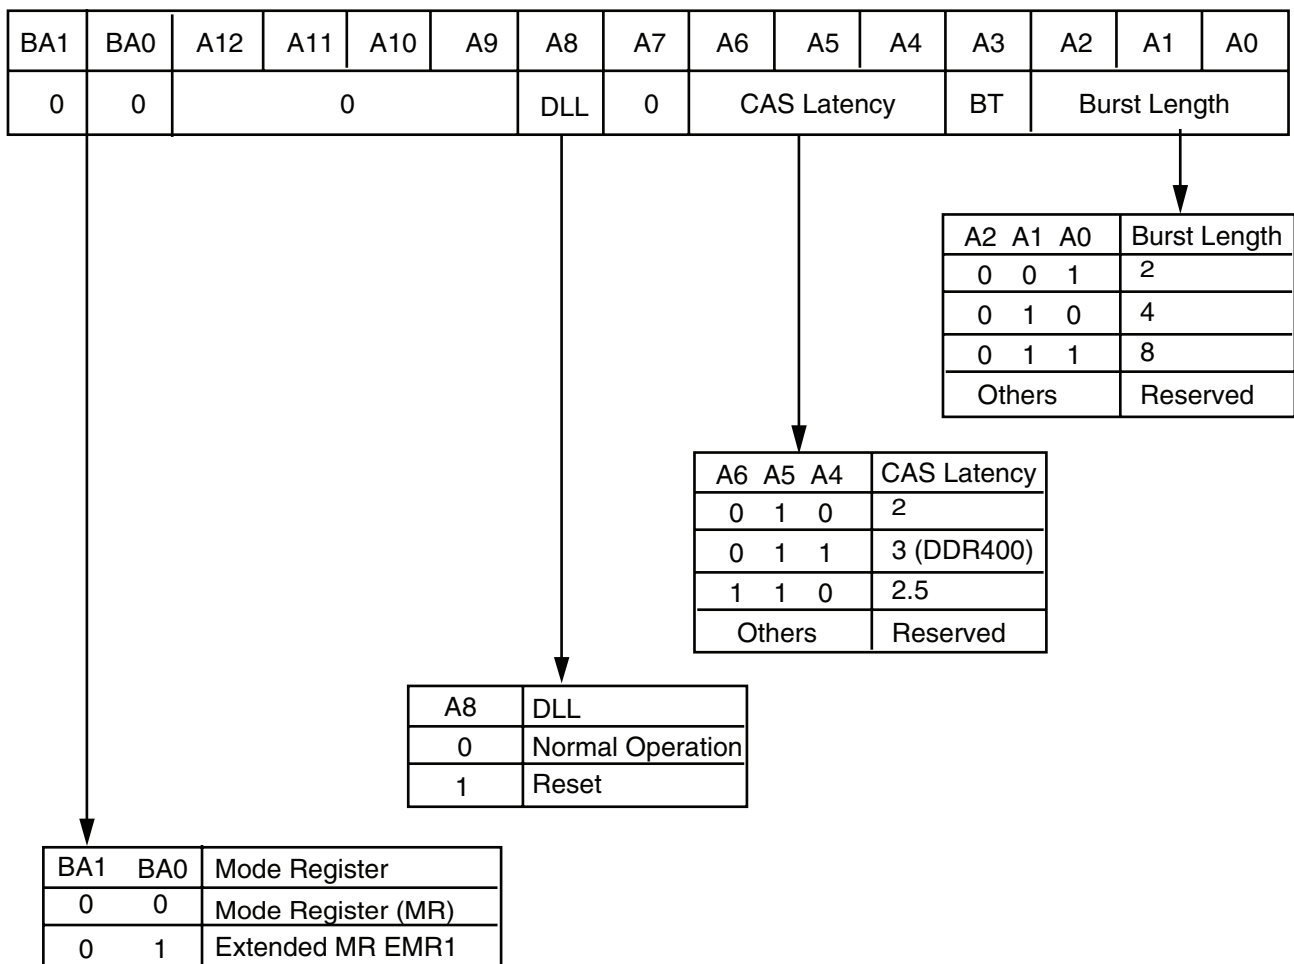 BA1 BA0 A12 A11 A10 A9 A8 A7 A6 A5 A4 A3 A2 A1 A0
0 0 0 DLL 0 CAS Latency BT Burst Length
A2 A1 A0 Burst Length
0 0 1 2
0 1 0 4
0 1 1 8
Others Reserved
A6 A5 A4 CAS Latency
0 1 0 2
0 1 1 3 (DDR400)
1 1 0 2.5
Others Reserved
A8 DLL
0 Normal Operation
1 Reset
BA1 BA0 Mode Register
0 0 Mode Register (MR)
0 1 Extended MR EMR1